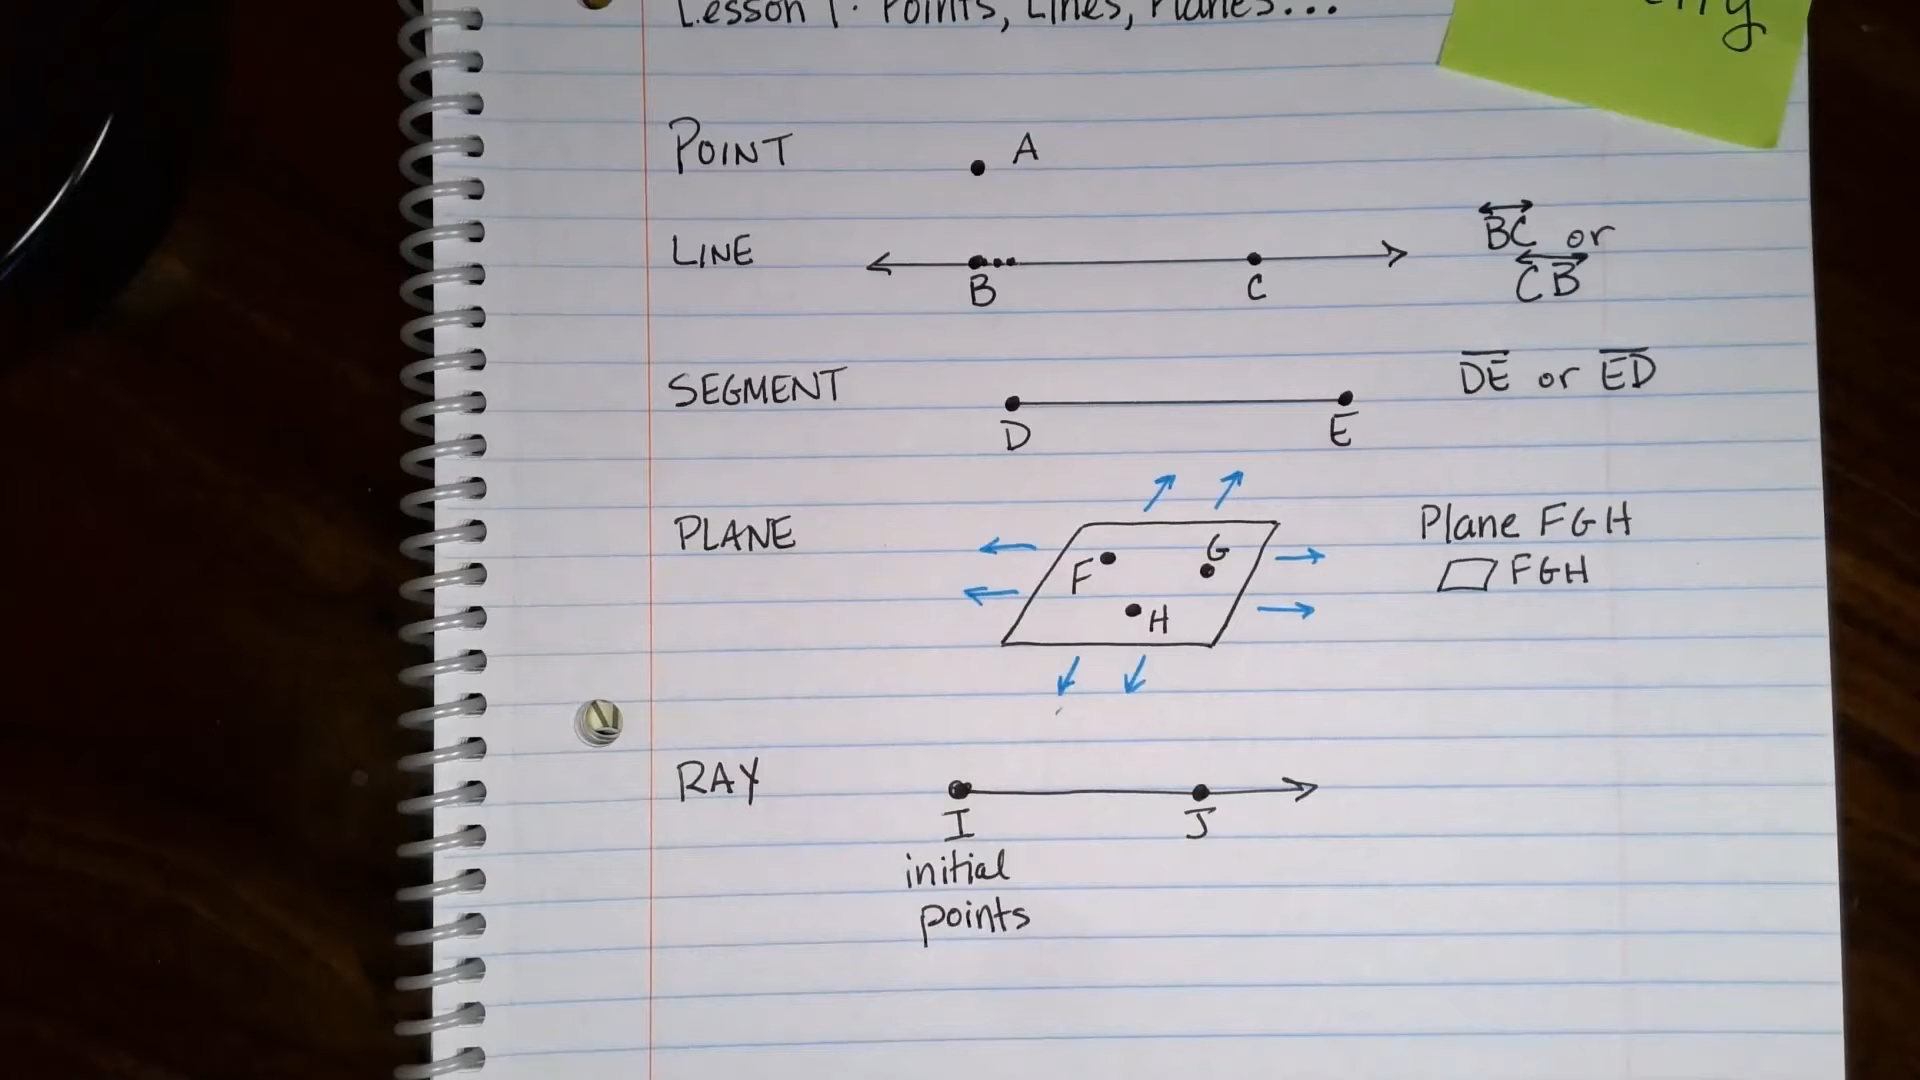 Lesson 1: Points, Lines, Planes...
POINT
A
LINE
B
C
BC or
CB
SEGMENT
D
E
DE or ED
PLANE
F
G
H
Plane FGH
FGH
RAY
I
J
initial
points